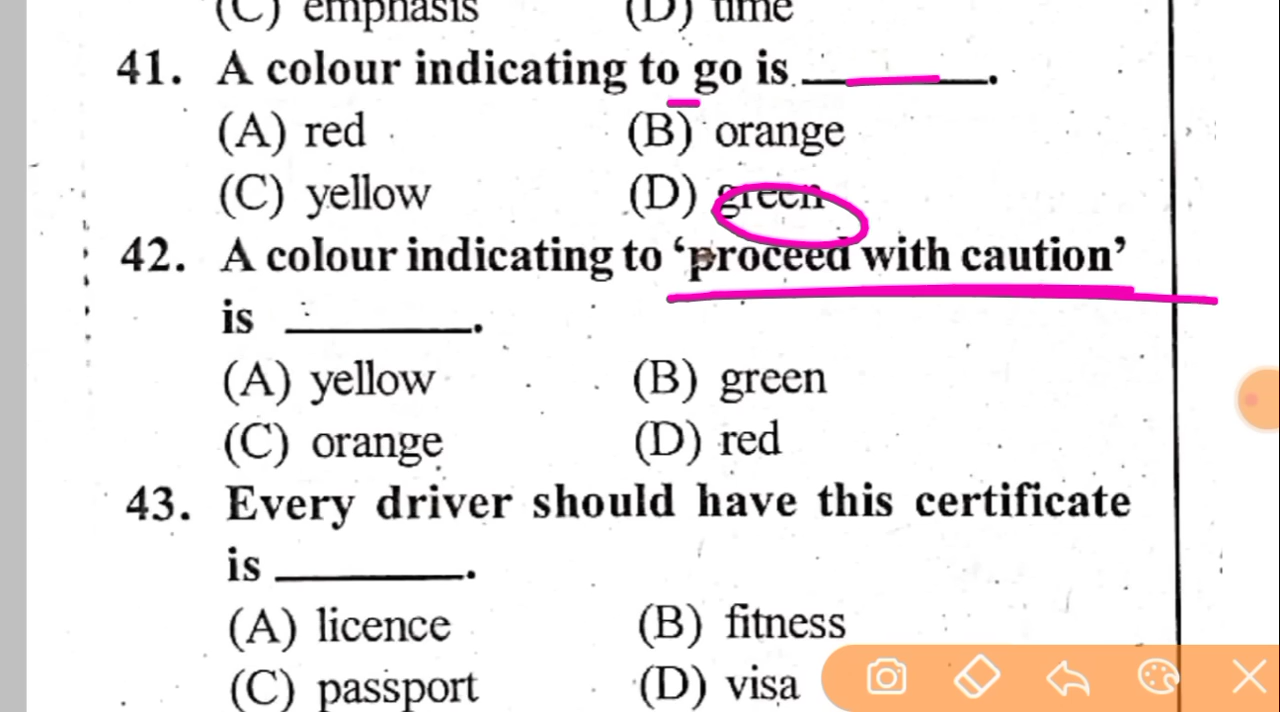 (C) emphasis (D) time
41. A colour indicating to go is ______.
(A) red (B) orange
(C) yellow (D) green
42. A colour indicating to ‘proceed with caution’
is ______.
(A) yellow (B) green
(C) orange (D) red
43. Every driver should have this certificate
is ______.
(A) licence (B) fitness
(C) passport (D) visa